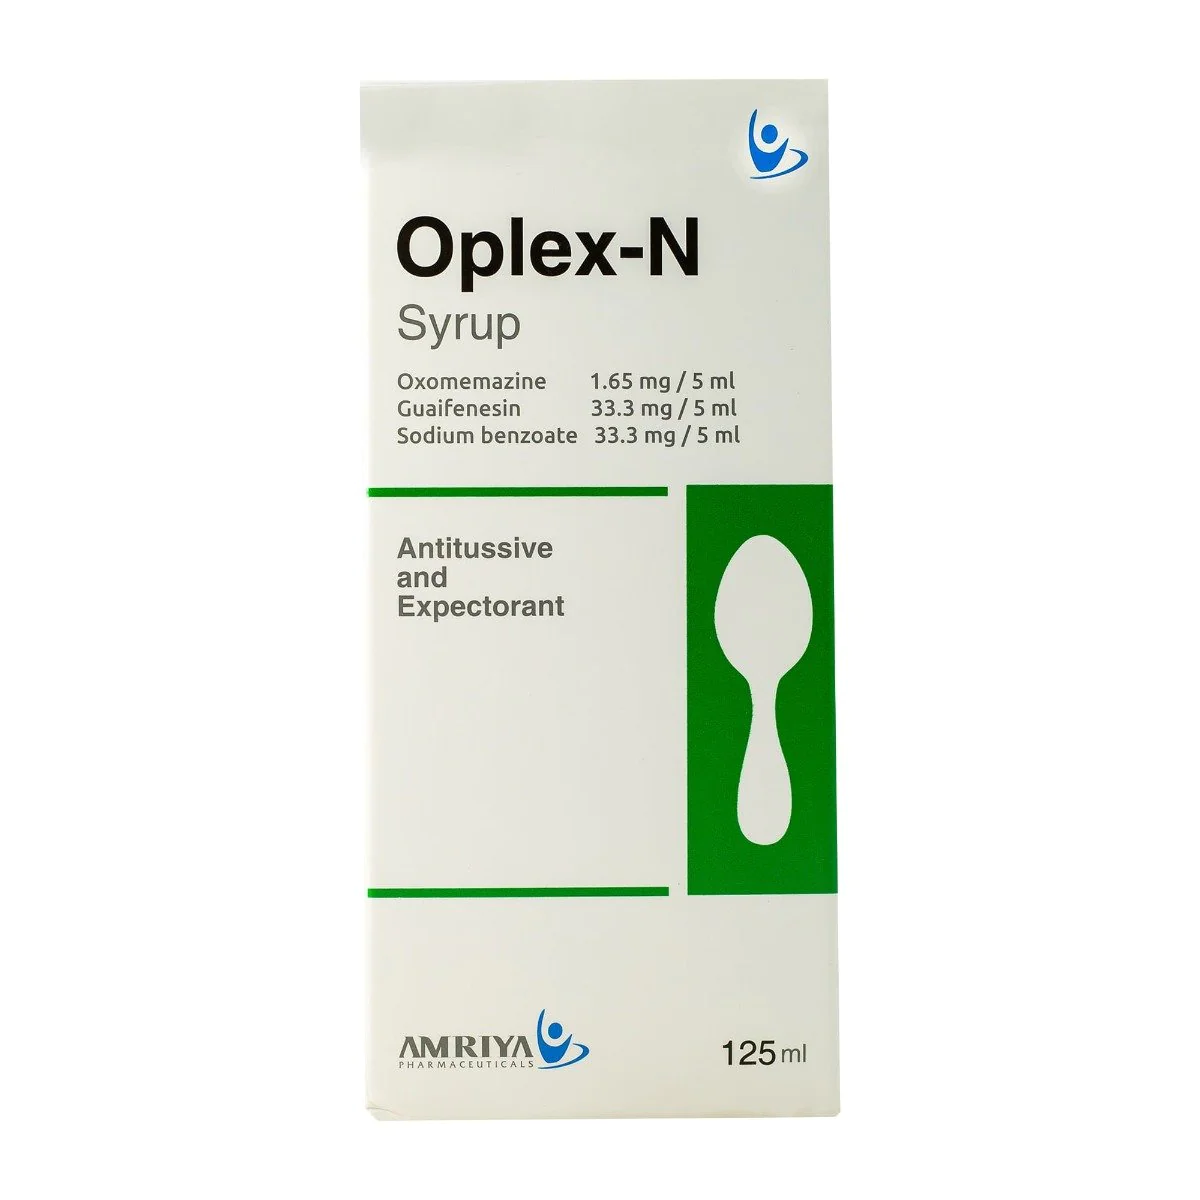 Oplex-N
Syrup
Oxomemazine 1.65 mg / 5 ml
Guaifenesin 33.3 mg / 5 ml
Sodium benzoate 33.3 mg / 5 ml
Antitussive
and
Expectorant
AMRIYA
PHARMACEUTICALS
125 ml